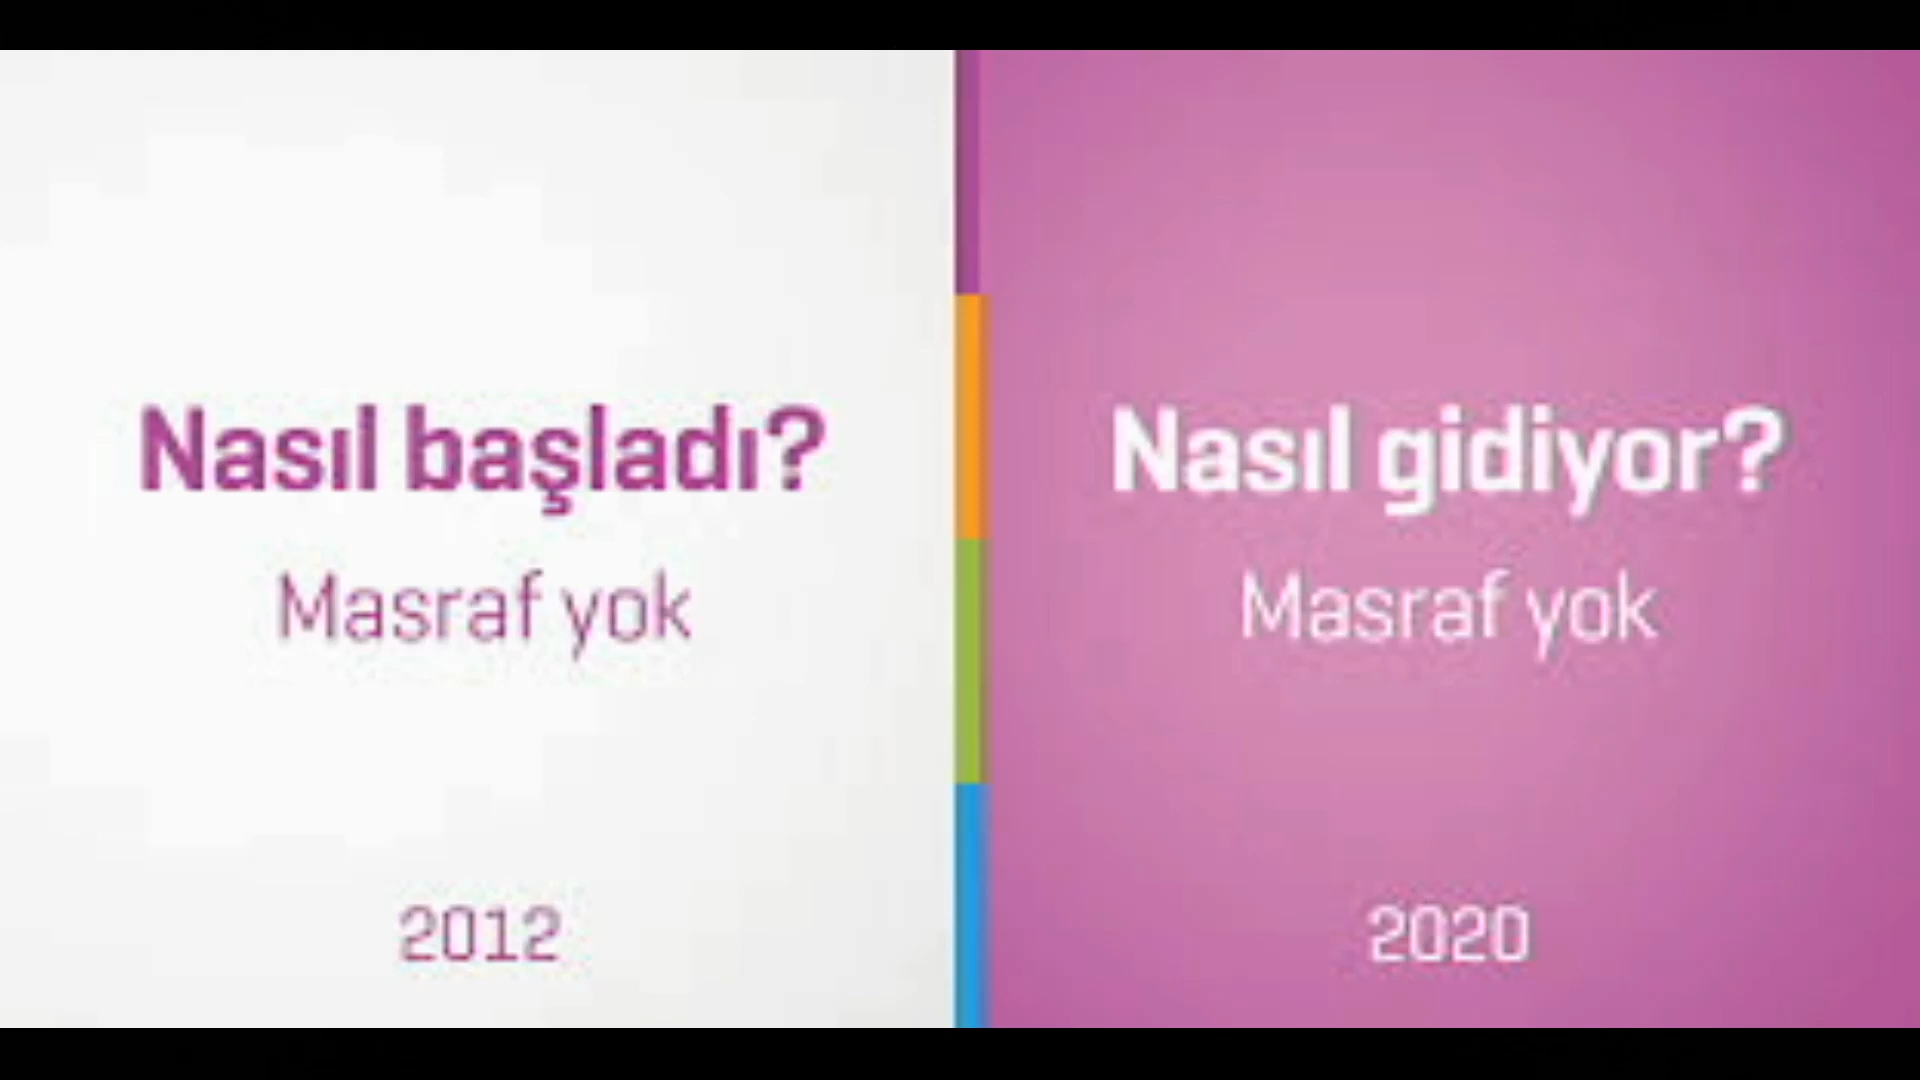 Nasıl başladı?
Masraf yok
2012
Nasıl gidiyor?
Masraf yok
2020